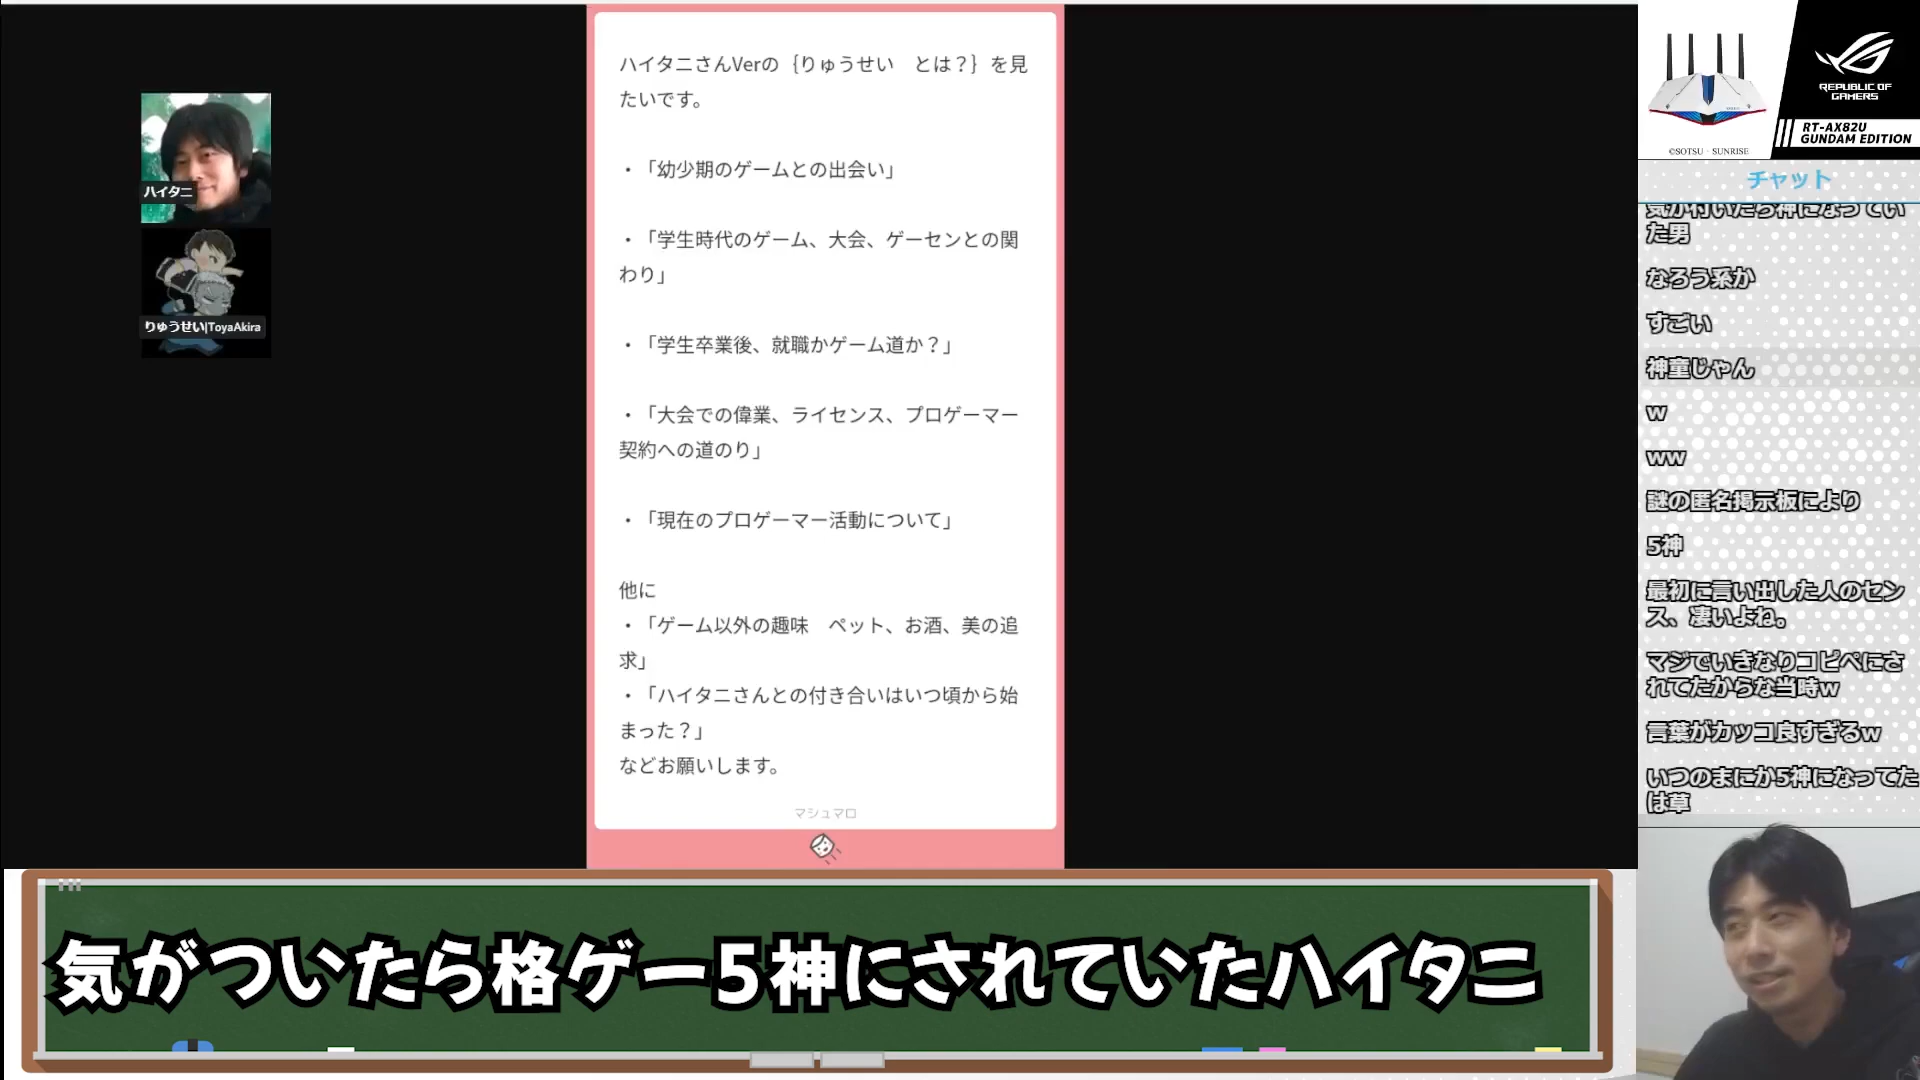 ハイタニさんVerの｛りゅうせい　とは？｝を見
たいです。
・「幼少期のゲームとの出会い」
・「学生時代のゲーム、大会、ゲーセンとの関
わり」
・「学生卒業後、就職かゲーム道か？」
・「大会での偉業、ライセンス、プロゲーマー
契約への道のり」
・「現在のプロゲーマー活動について」
他に
・「ゲーム以外の趣味　ペット、お酒、美の追
求」
・「ハイタニさんとの付き合いはいつ頃から始
まった？」
などお願いします。
マシュマロ
ハイタニ
りゅうせい|ToyaAkira
REPUBLIC OF
GAMERS
RT-AX82U
GUNDAM EDITION
©SOTSU・SUNRISE
チャット
気が付いたら神になってい
た男
なろう系か
すごい
神童じゃん
w
ww
謎の匿名掲示板により
5神
最初に言い出した人のセン
ス、凄いよね。
マジでいきなりコピペにさ
れてたからな当時w
言葉がカッコ良すぎるw
いつのまにか5神になってた
は草
気がついたら格ゲー5神にされていたハイタニ